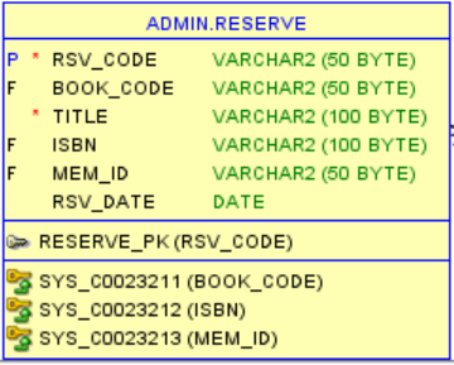 ADMIN.RESERVE
P * RSV_CODE VARCHAR2 (50 BYTE)
F BOOK_CODE VARCHAR2 (50 BYTE)
* TITLE VARCHAR2 (100 BYTE)
F ISBN VARCHAR2 (100 BYTE)
F MEM_ID VARCHAR2 (50 BYTE)
RSV_DATE DATE
RESERVE_PK (RSV_CODE)
SYS_C0023211 (BOOK_CODE)
SYS_C0023212 (ISBN)
SYS_C0023213 (MEM_ID)